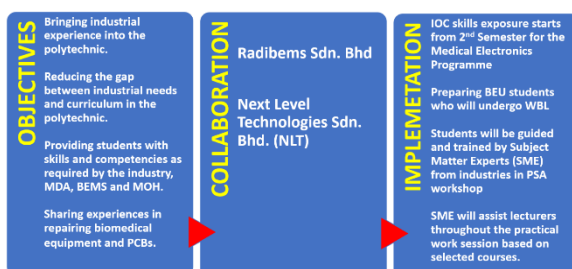 OBJECTIVES
Bringing industrial
experience into the
polytechnic.
Reducing the gap
between industrial needs
and curriculum in the
polytechnic.
Providing students with
skills and competencies as
required by the industry,
MDA, BEMS and MOH.
Sharing experiences in
repairing biomedical
equipment and PCBs.
COLLABORATION
Radibems Sdn. Bhd
Next Level
Technologies Sdn.
Bhd. (NLT)
IMPLEMETATION
IOC skills exposure starts
from 2nd Semester for the
Medical Electronics
Programme
Preparing BEU students
who will undergo WBL
Students will be guided
and trained by Subject
Matter Experts (SME)
from industries in PSA
workshop
SME will assist lecturers
throughout the practical
work session based on
selected courses.